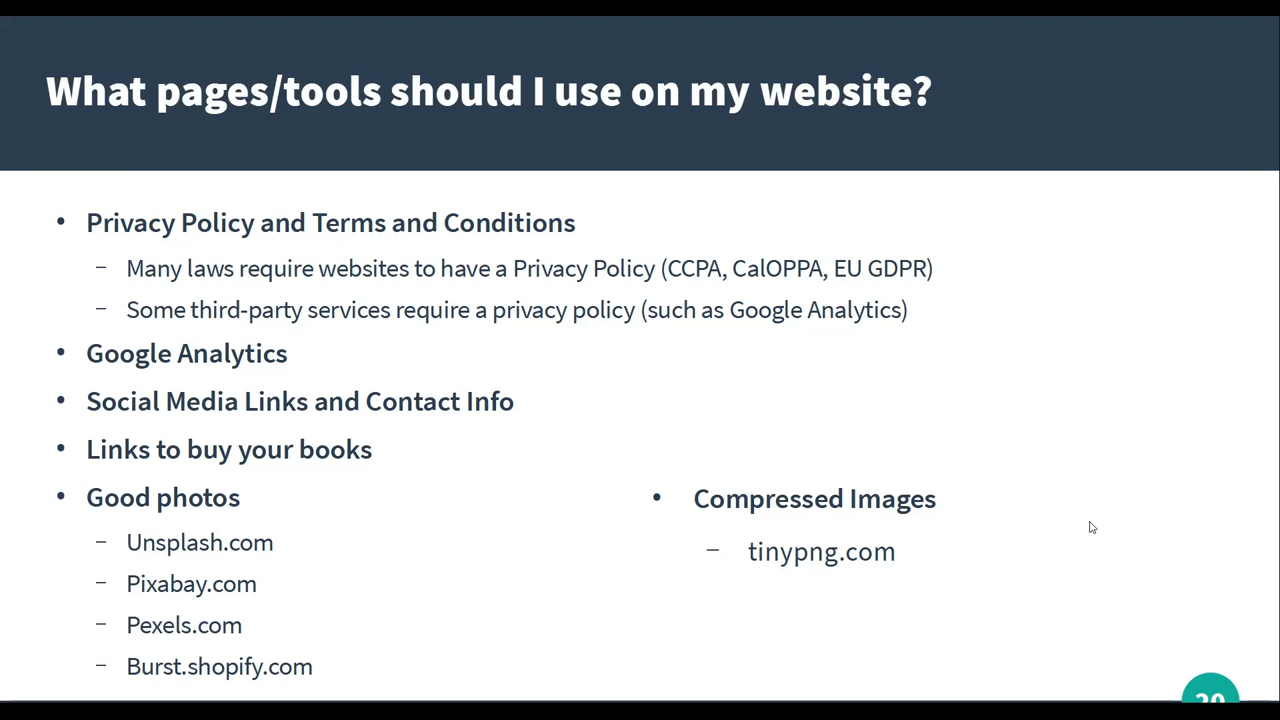 What pages/tools should I use on my website?
• Privacy Policy and Terms and Conditions
– Many laws require websites to have a Privacy Policy (CCPA, CalOPPA, EU GDPR)
– Some third-party services require a privacy policy (such as Google Analytics)
• Google Analytics
• Social Media Links and Contact Info
• Links to buy your books
• Good photos
– Unsplash.com
– Pixabay.com
– Pexels.com
– Burst.shopify.com
• Compressed Images
– tinypng.com